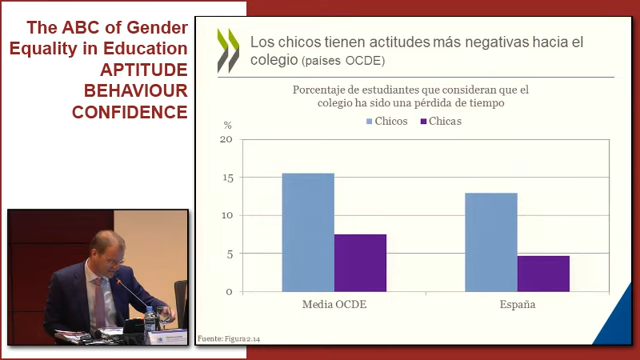 The ABC of Gender
Equality in Education
APTITUDE
BEHAVIOUR
CONFIDENCE
Los chicos tienen actitudes más negativas hacia el
colegio (países OCDE)
Porcentaje de estudiantes que consideran que el
colegio ha sido una pérdida de tiempo
Chicos Chicas
%
20
15
10
5
0
Media OCDE España
Fuente: Figura 2.14